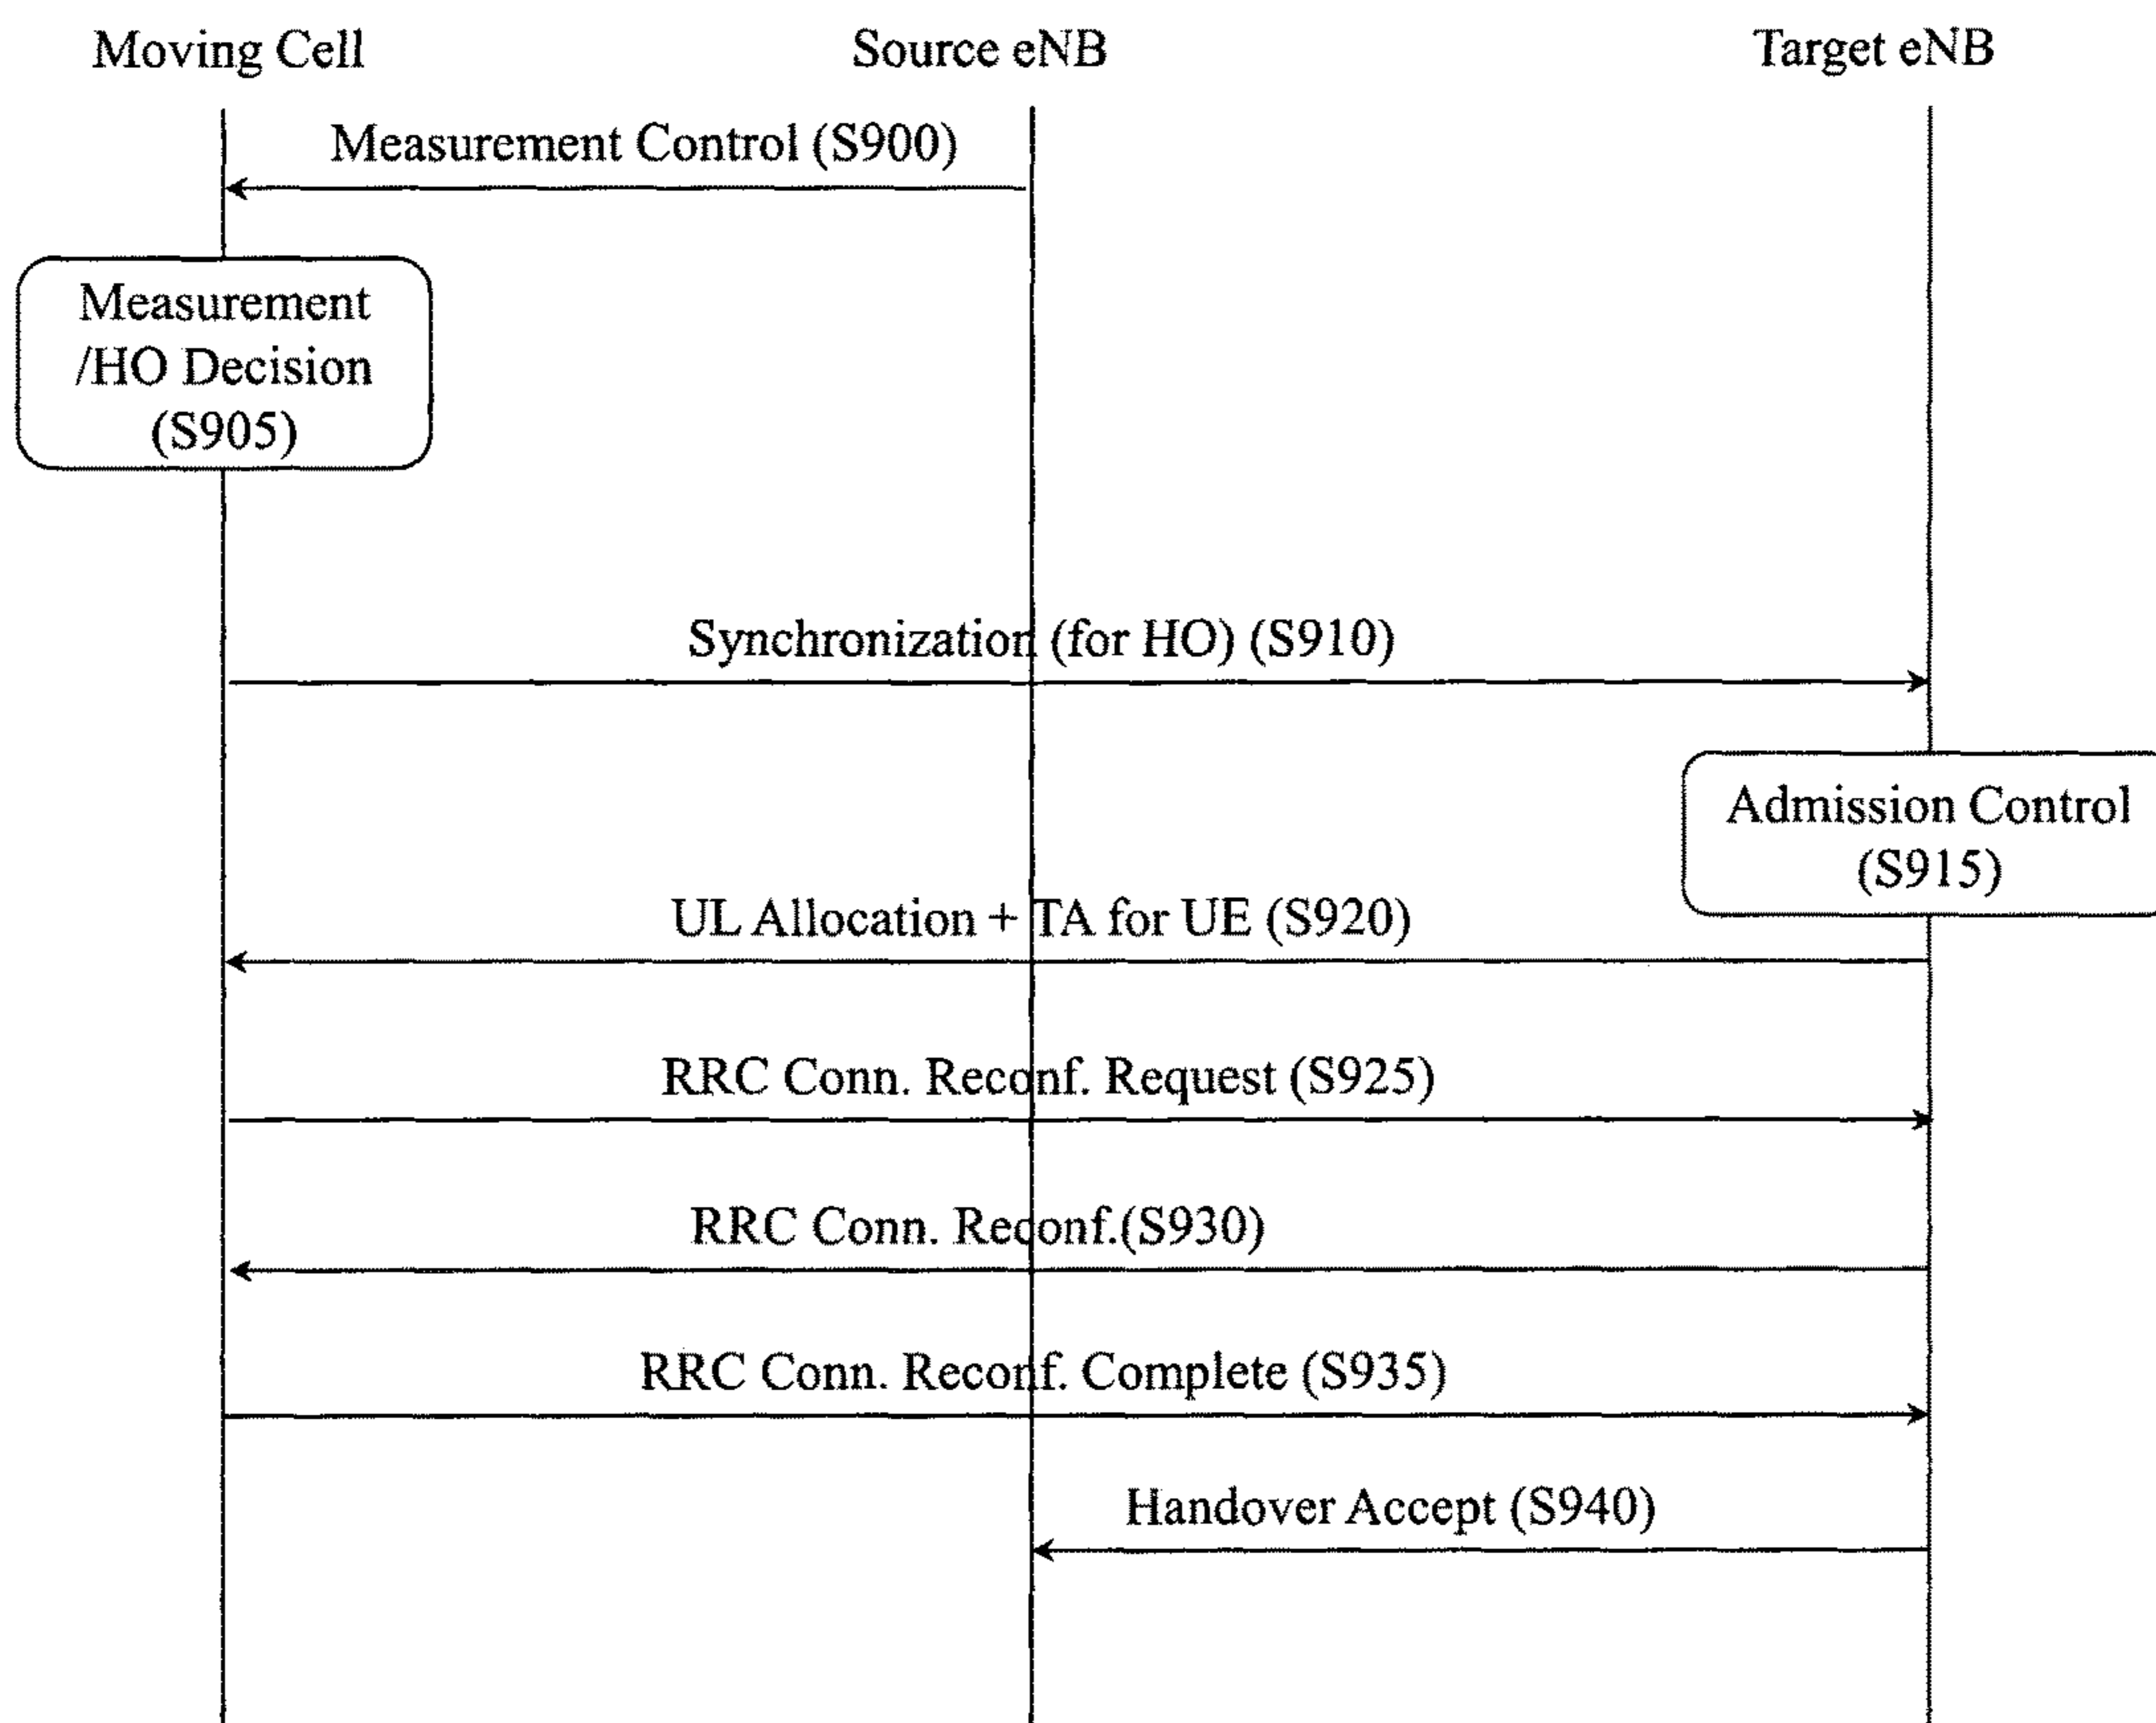 Moving Cell
Source eNB
Target eNB
Measurement Control (S900)
Measurement
/HO Decision
(S905)
Synchronization (for HO) (S910)
Admission Control
(S915)
UL Allocation + TA for UE (S920)
RRC Conn. Reconf. Request (S925)
RRC Conn. Reconf.(S930)
RRC Conn. Reconf. Complete (S935)
Handover Accept (S940)